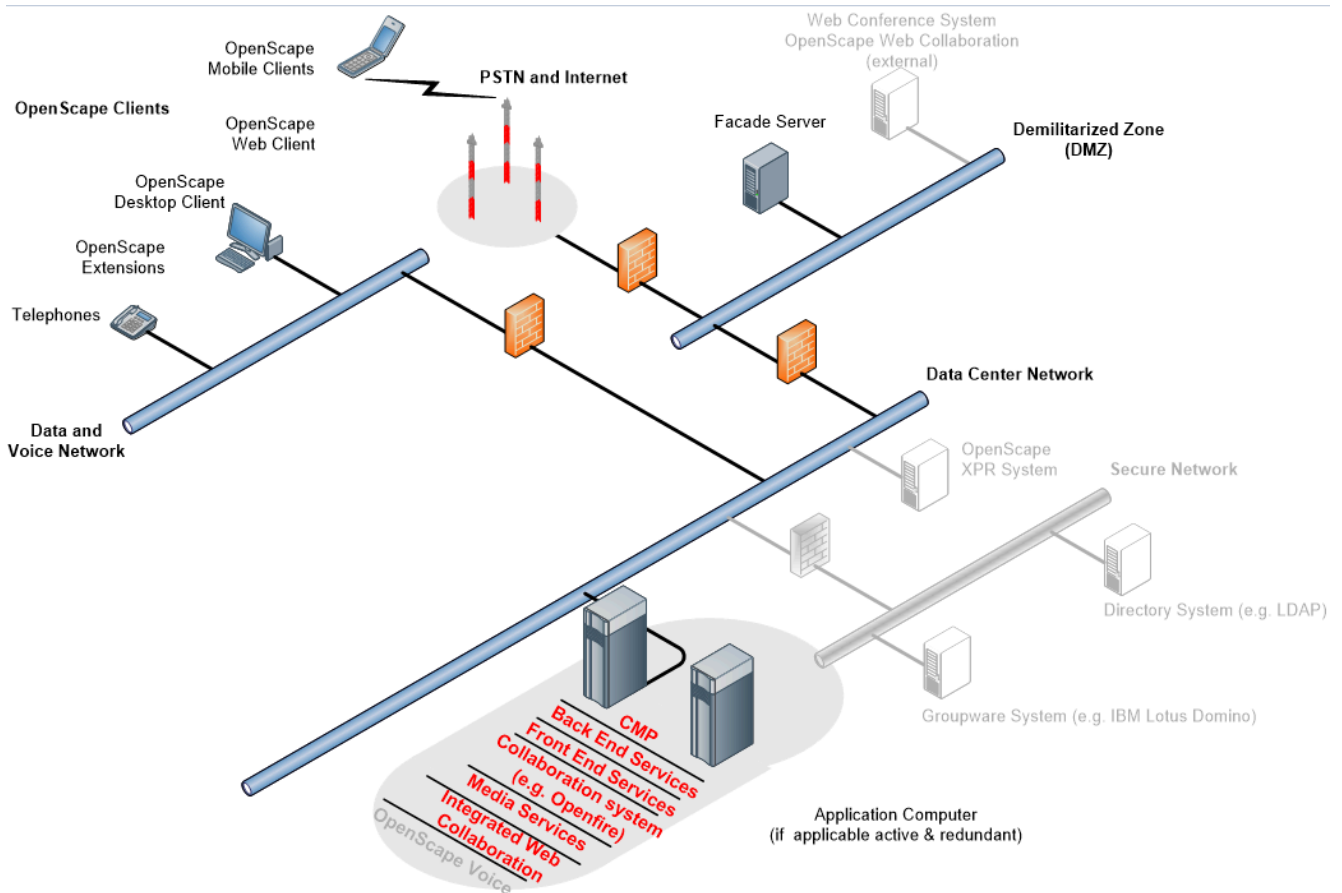 Web Conference System
OpenScape Web Collaboration
(external)
OpenScape
Mobile Clients
PSTN and Internet
OpenScape Clients
OpenScape
Web Client
Facade Server
Demilitarized Zone
(DMZ)
OpenScape
Desktop Client
OpenScape
Extensions
Telephones
Data Center Network
Data and
Voice Network
OpenScape
XPR System
Secure Network
Directory System (e.g. LDAP)
Groupware System (e.g. IBM Lotus Domino)
CMP
Back End Services
Front End Services
Collaboration system
(e.g. Openfire)
Media Services
Integrated Web
Collaboration
OpenScape Voice
Application Computer
(if applicable active & redundant)